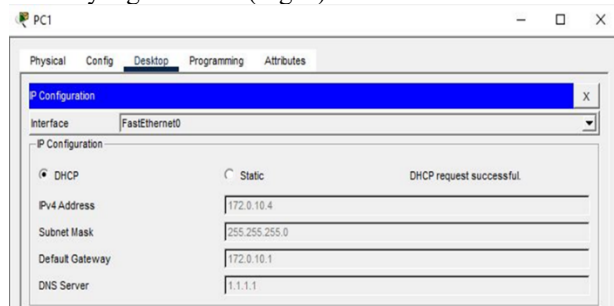 PC1
Physical Config Desktop Programming Attributes
IP Configuration X
Interface FastEthernet0
IP Configuration
DHCP Static DHCP request successful.
IPv4 Address 172.0.10.4
Subnet Mask 255.255.255.0
Default Gateway 172.0.10.1
DNS Server 1.1.1.1